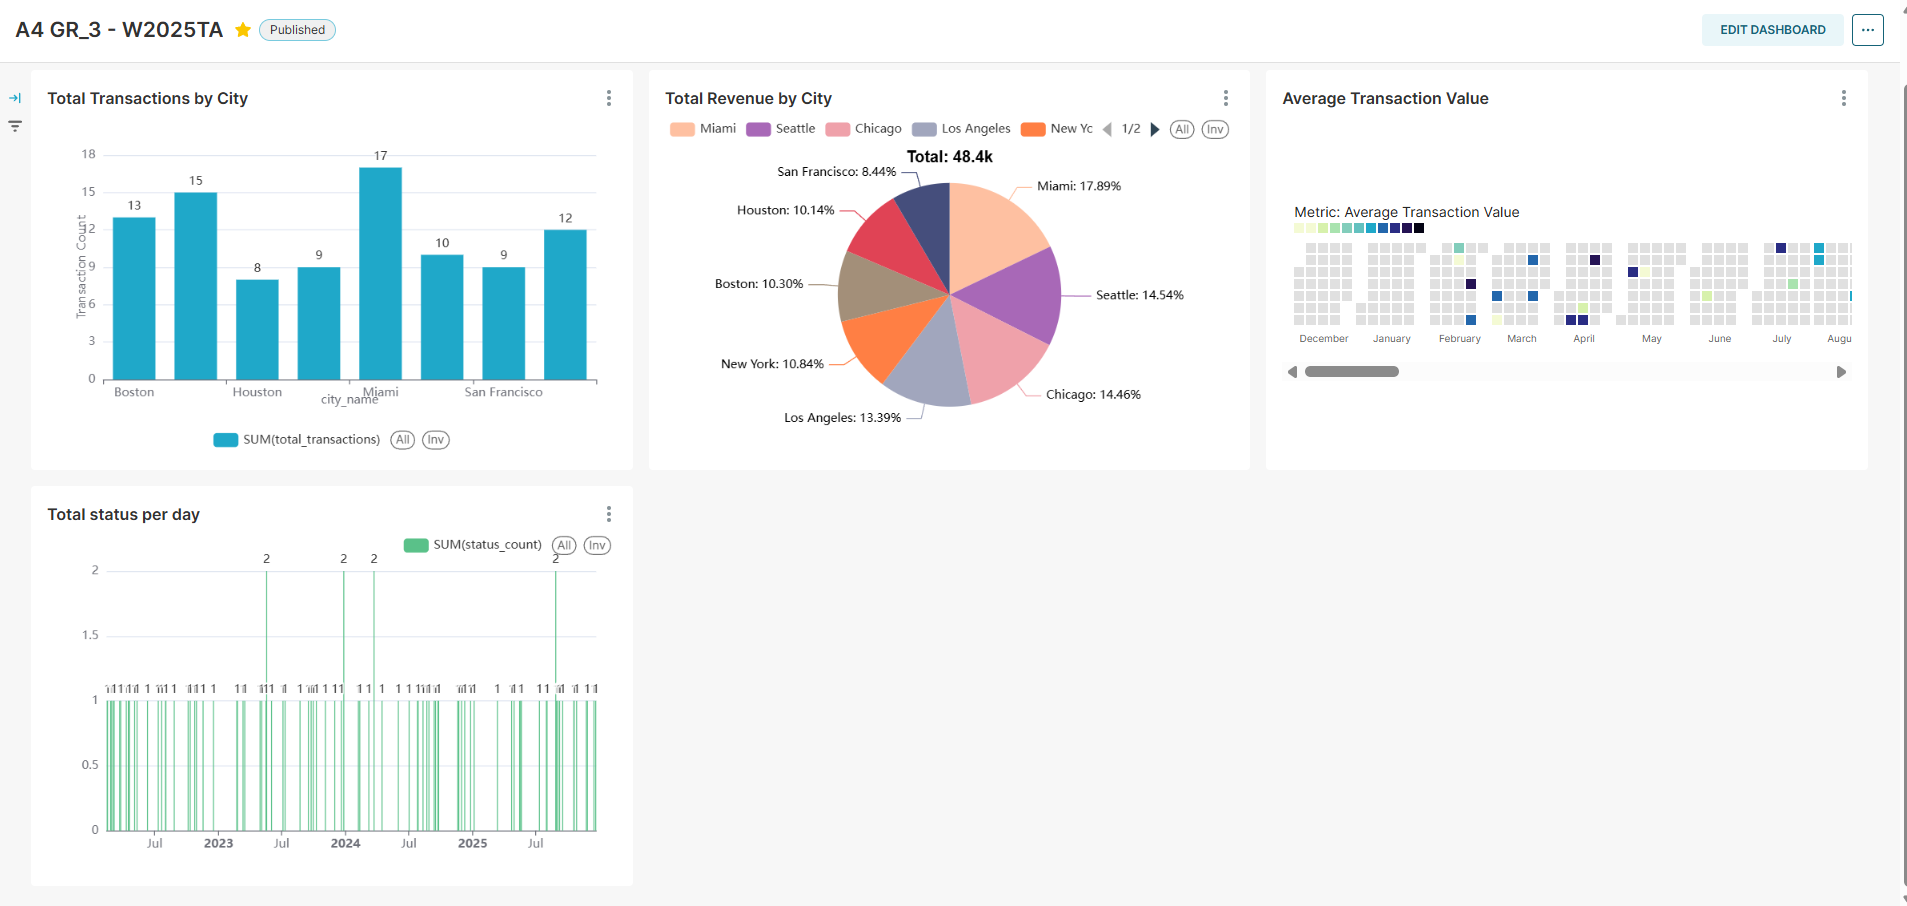 A4 GR_3 - W2025TA
Published
EDIT DASHBOARD
Total Transactions by City
18
15
12
9
6
3
0
Transaction Count
13
15
8
9
17
10
9
12
Boston
Houston
Miami
San Francisco
city_name
SUM(total_transactions)
All
Inv
Total Revenue by City
Miami
Seattle
Chicago
Los Angeles
New Yc
1/2
All
Inv
Total: 48.4k
San Francisco: 8.44%
Miami: 17.89%
Houston: 10.14%
Boston: 10.30%
Seattle: 14.54%
New York: 10.84%
Chicago: 14.46%
Los Angeles: 13.39%
Average Transaction Value
Metric: Average Transaction Value
December
January
February
March
April
May
June
July
Augu
Total status per day
SUM(status_count)
All
Inv
2
2
2
2
2
1.5
1
0.5
0
Jul
2023
Jul
2024
Jul
2025
Jul